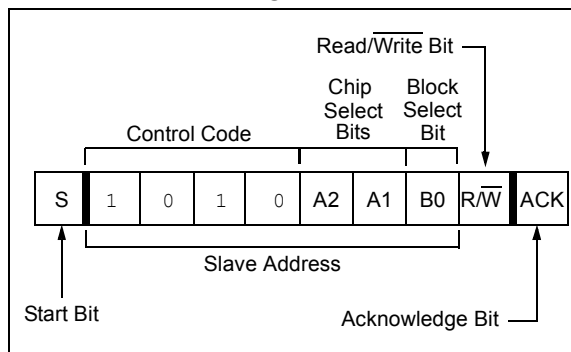 Read/Write Bit
Chip Select Bits
Block Select Bit
Control Code
S 1 0 1 0 A2 A1 B0 R/W ACK
Slave Address
Start Bit
Acknowledge Bit